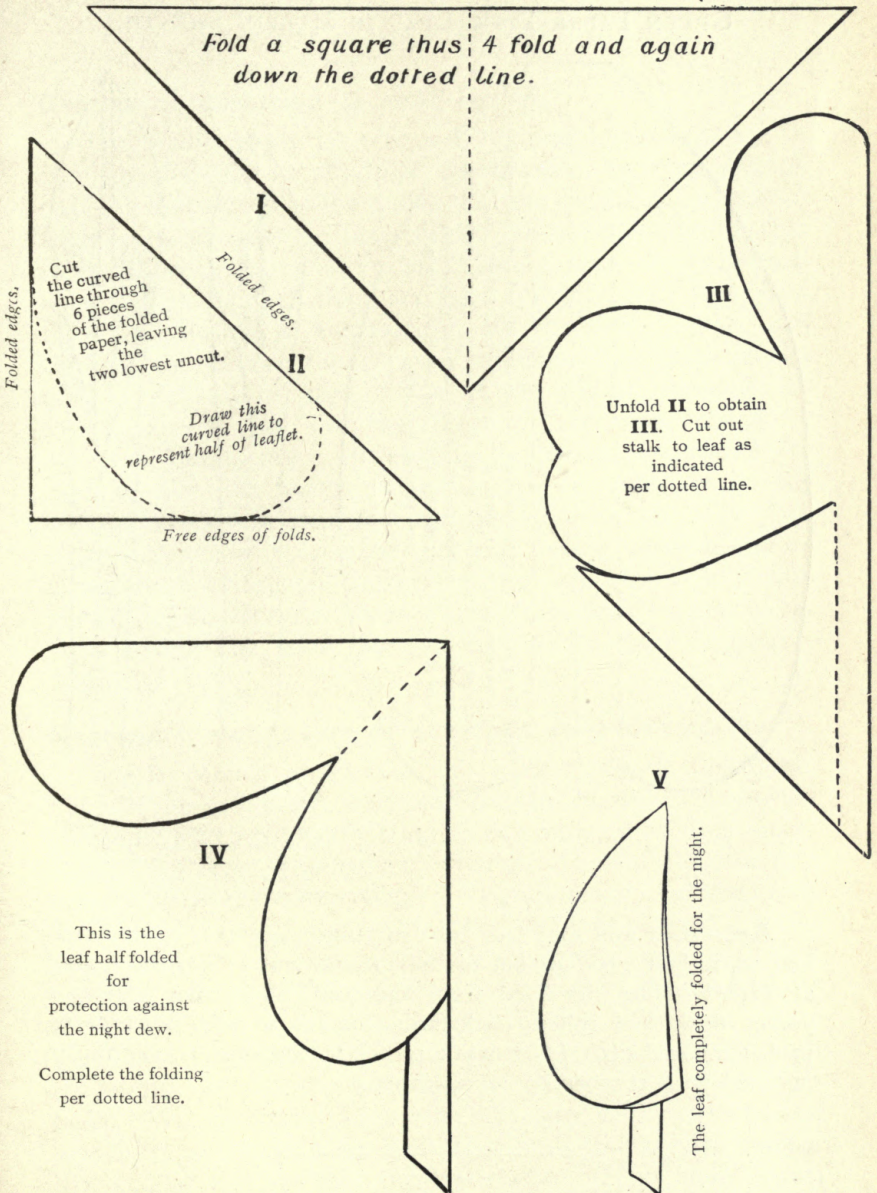 Fold a square thus 4 fold and again
down the dotted line.
I
Folded edges.
Cut
the curved
line through
6 pieces
of the folded
paper, leaving
the
two lowest uncut.
Folded edges.
II
Draw this
curved line to
represent half of leaflet.
Free edges of folds.
III
Unfold II to obtain
III. Cut out
stalk to leaf as
indicated
per dotted line.
IV
This is the
leaf half folded
for
protection against
the night dew.
Complete the folding
per dotted line.
V
The leaf completely folded for the night.